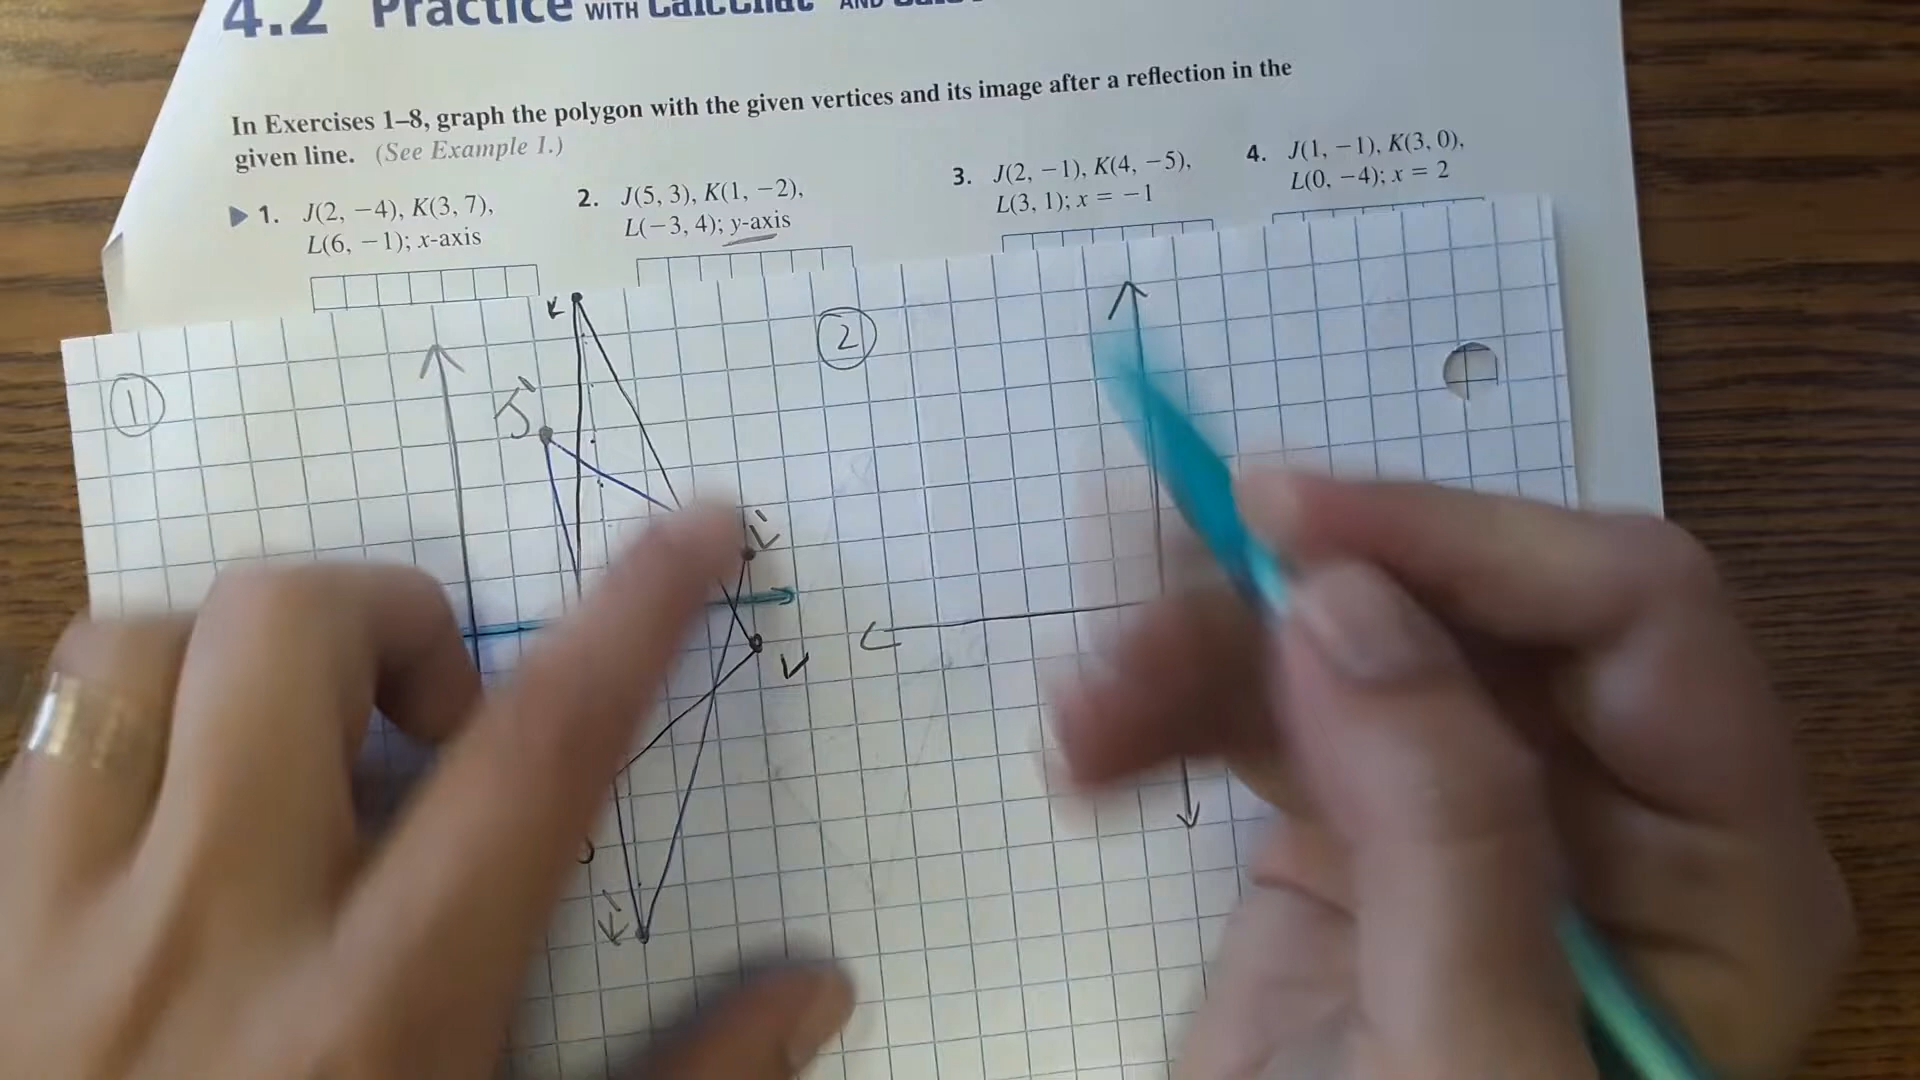 4.2 Practice WITH CalcChat AND
In Exercises 1–8, graph the polygon with the given vertices and its image after a reflection in the
given line. (See Example 1.)
1. J(2, −4), K(3, 7),
L(6, −1); x-axis
2. J(5, 3), K(1, −2),
L(−3, 4); y-axis
3. J(2, −1), K(4, −5),
L(3, 1); x = −1
4. J(1, −1), K(3, 0),
L(0, −4); x = 2
1
K
2
J'
L'
L
K'